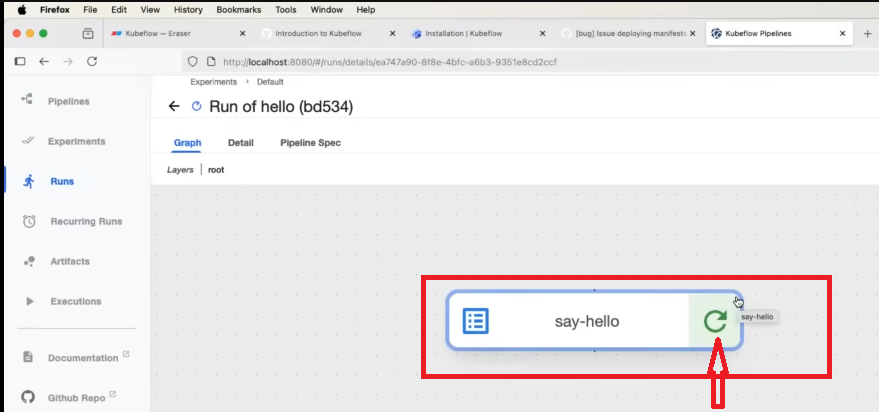 Firefox File Edit View History Bookmarks Tools Window Help
Kubeflow — Eraser
Introduction to Kubeflow
Installation | Kubeflow
[bug] Issue deploying manifests
Kubeflow Pipelines
http://localhost:8080/#/runs/details/ea747a90-8f8e-4bfc-a6b3-9351e8cd2ccf
Experiments > Default
Run of hello (bd534)
Graph Detail Pipeline Spec
Layers root
Pipelines
Experiments
Runs
Recurring Runs
Artifacts
Executions
Documentation
Github Repo
say-hello
say-hello